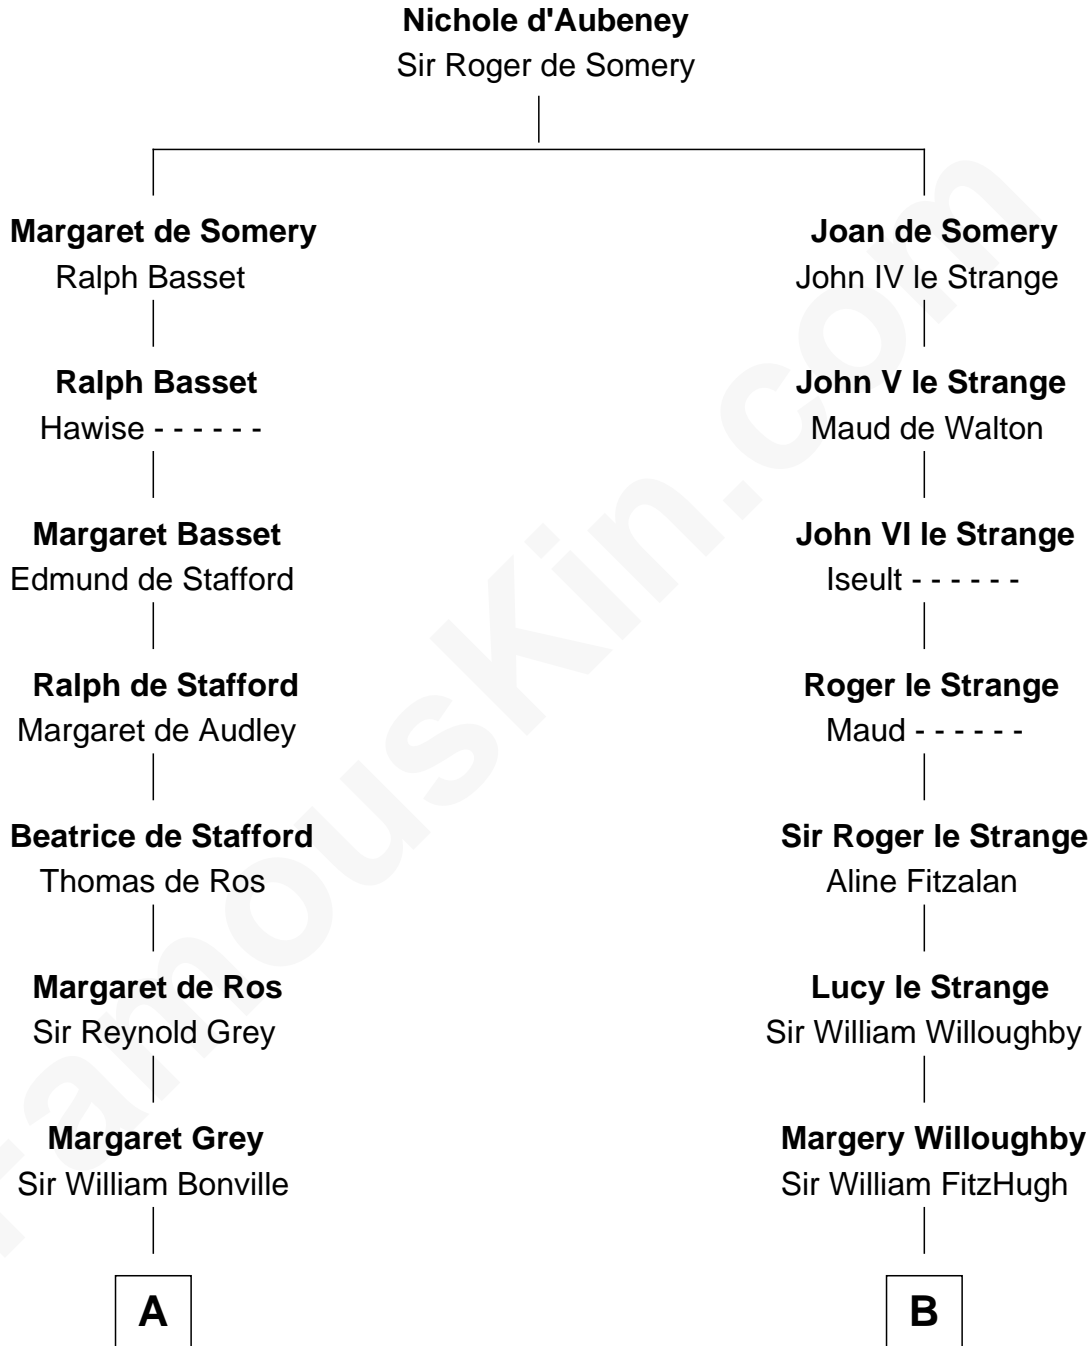 Nichole d'Aubeney
Sir Roger de Somery
Margaret de Somery
Ralph Basset
Ralph Basset
Hawise - - - - - -
Margaret Basset
Edmund de Stafford
Ralph de Stafford
Margaret de Audley
Beatrice de Stafford
Thomas de Ros
Margaret de Ros
Sir Reynold Grey
Margaret Grey
Sir William Bonville
A
Joan de Somery
John IV le Strange
John V le Strange
Maud de Walton
John VI le Strange
Iseult - - - - - -
Roger le Strange
Maud - - - - - -
Sir Roger le Strange
Aline Fitzalan
Lucy le Strange
Sir William Willoughby
Margery Willoughby
Sir William FitzHugh
B
FamousKin.com